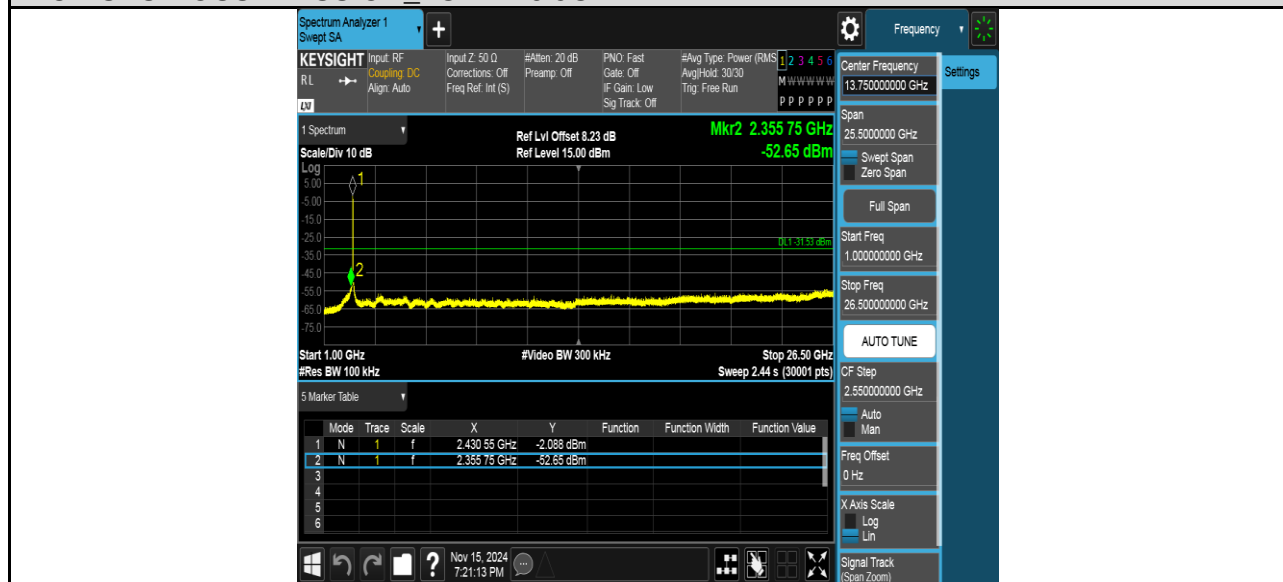 Spectrum Analyzer 1
Swept SA
+
Frequency
KEYSIGHT
RL
LXI
Input: RF
Coupling: DC
Align: Auto
Input Z: 50 Ω
Corrections: Off
Freq Ref: Int (S)
#Atten: 20 dB
Preamp: Off
PNO: Fast
Gate: Off
IF Gain: Low
Sig Track: Off
#Avg Type: Power (RMS
Avg|Hold: 30/30
Trig: Free Run
1 2 3 4 5 6
M W W W W W
P P P P P P
1 Spectrum
Scale/Div 10 dB
Ref Lvl Offset 8.23 dB
Ref Level 15.00 dBm
Mkr2 2.355 75 GHz
-52.65 dBm
Log
5.00
-5.00
-15.0
-25.0
-35.0
-45.0
-55.0
-65.0
-75.0
1
2
DL1 -31.53 dBm
Start 1.00 GHz
#Video BW 300 kHz
Stop 26.50 GHz
#Res BW 100 kHz
Sweep 2.44 s (30001 pts)
5 Marker Table
Mode Trace Scale X Y Function Function Width Function Value
1 N 1 f 2.430 55 GHz -2.088 dBm
2 N 1 f 2.355 75 GHz -52.65 dBm
3
4
5
6
?
Nov 15, 2024
7:21:13 PM
Center Frequency
13.750000000 GHz
Settings
Span
25.5000000 GHz
Swept Span
Zero Span
Full Span
Start Freq
1.000000000 GHz
Stop Freq
26.500000000 GHz
AUTO TUNE
CF Step
2.550000000 GHz
Auto
Man
Freq Offset
0 Hz
X Axis Scale
Log
Lin
Signal Track
(Span Zoom)